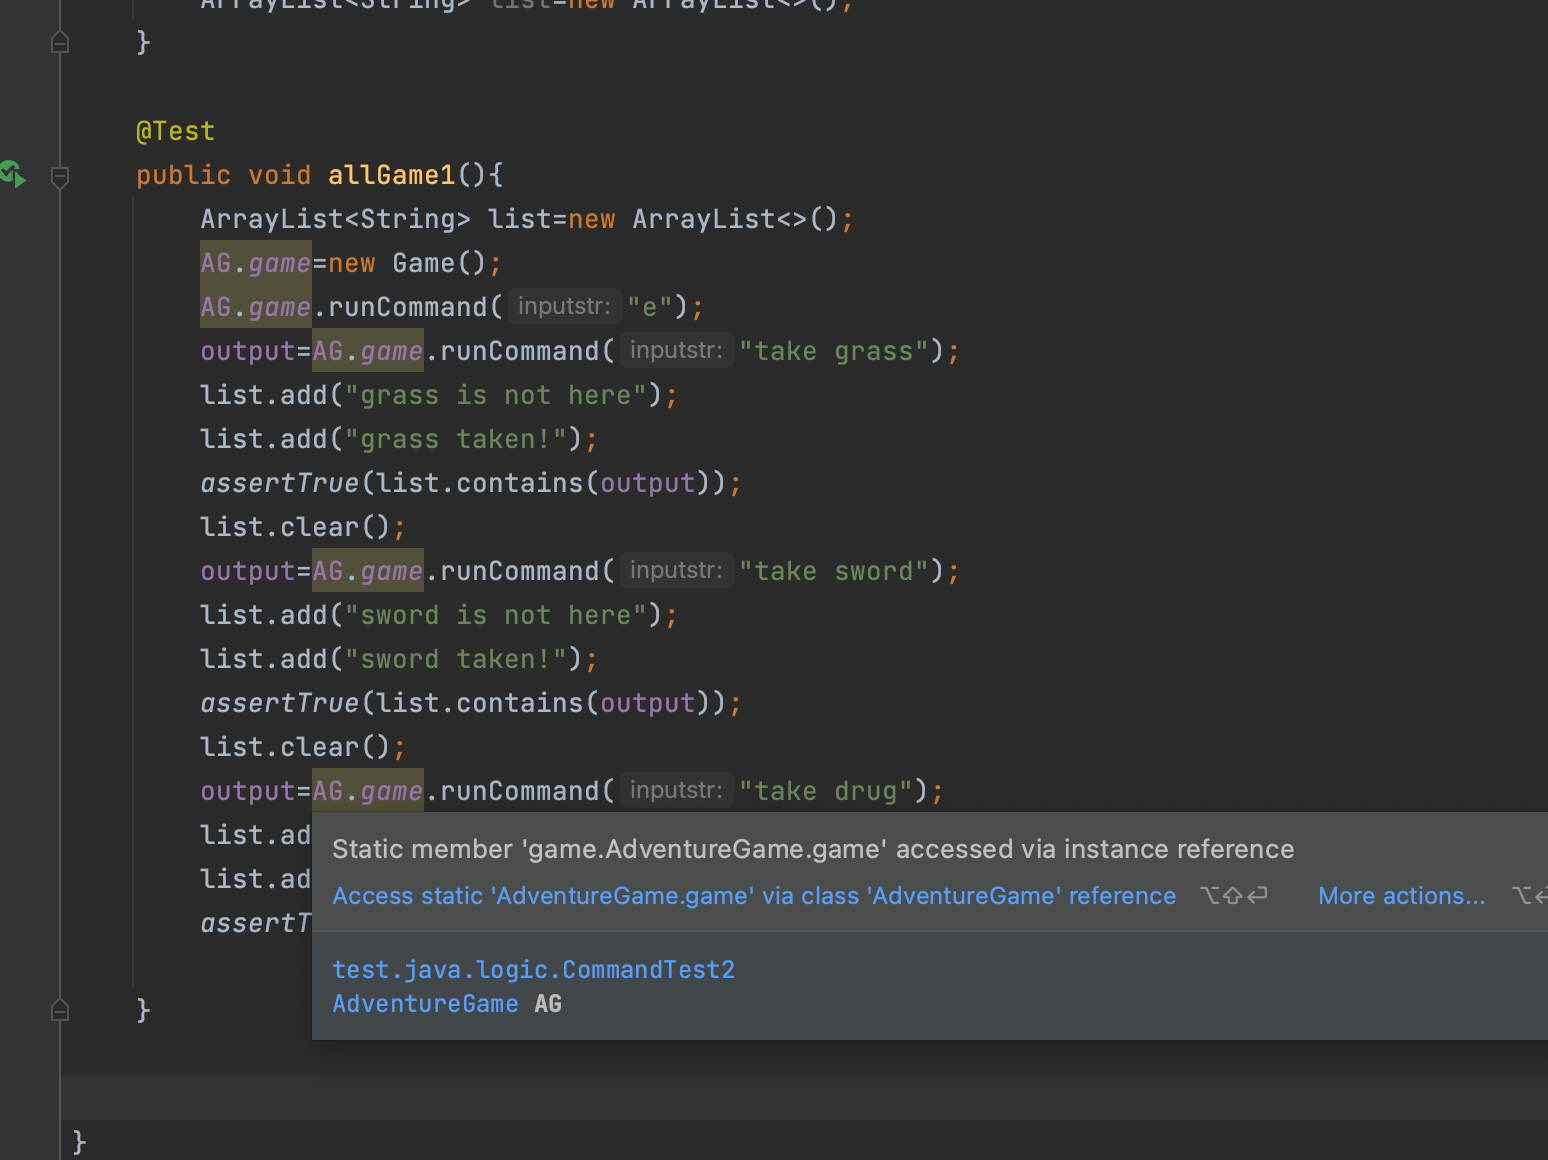 ArrayList<String> list=new ArrayList<>();
}
@Test
public void allGame1(){
ArrayList<String> list=new ArrayList<>();
AG.game=new Game();
AG.game.runCommand( inputstr: "e");
output=AG.game.runCommand( inputstr: "take grass");
list.add("grass is not here");
list.add("grass taken!");
assertTrue(list.contains(output));
list.clear();
output=AG.game.runCommand( inputstr: "take sword");
list.add("sword is not here");
list.add("sword taken!");
assertTrue(list.contains(output));
list.clear();
output=AG.game.runCommand( inputstr: "take drug");
list.ad
Static member 'game.AdventureGame.game' accessed via instance reference
list.ad
Access static 'AdventureGame.game' via class 'AdventureGame' reference ⌥⇧⏎ More actions... ⌥⏎
assertT
test.java.logic.CommandTest2
AdventureGame AG
}
}